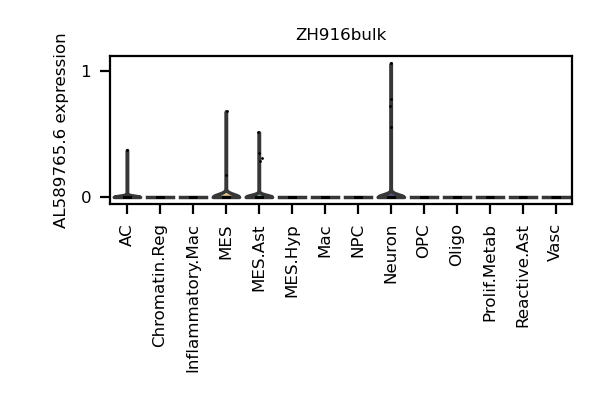 ZH916bulk
AL589765.6 expression
1
0
AC
Chromatin.Reg
Inflammatory.Mac
MES
MES.Ast
MES.Hyp
Mac
NPC
Neuron
OPC
Oligo
Prolif.Metab
Reactive.Ast
Vasc